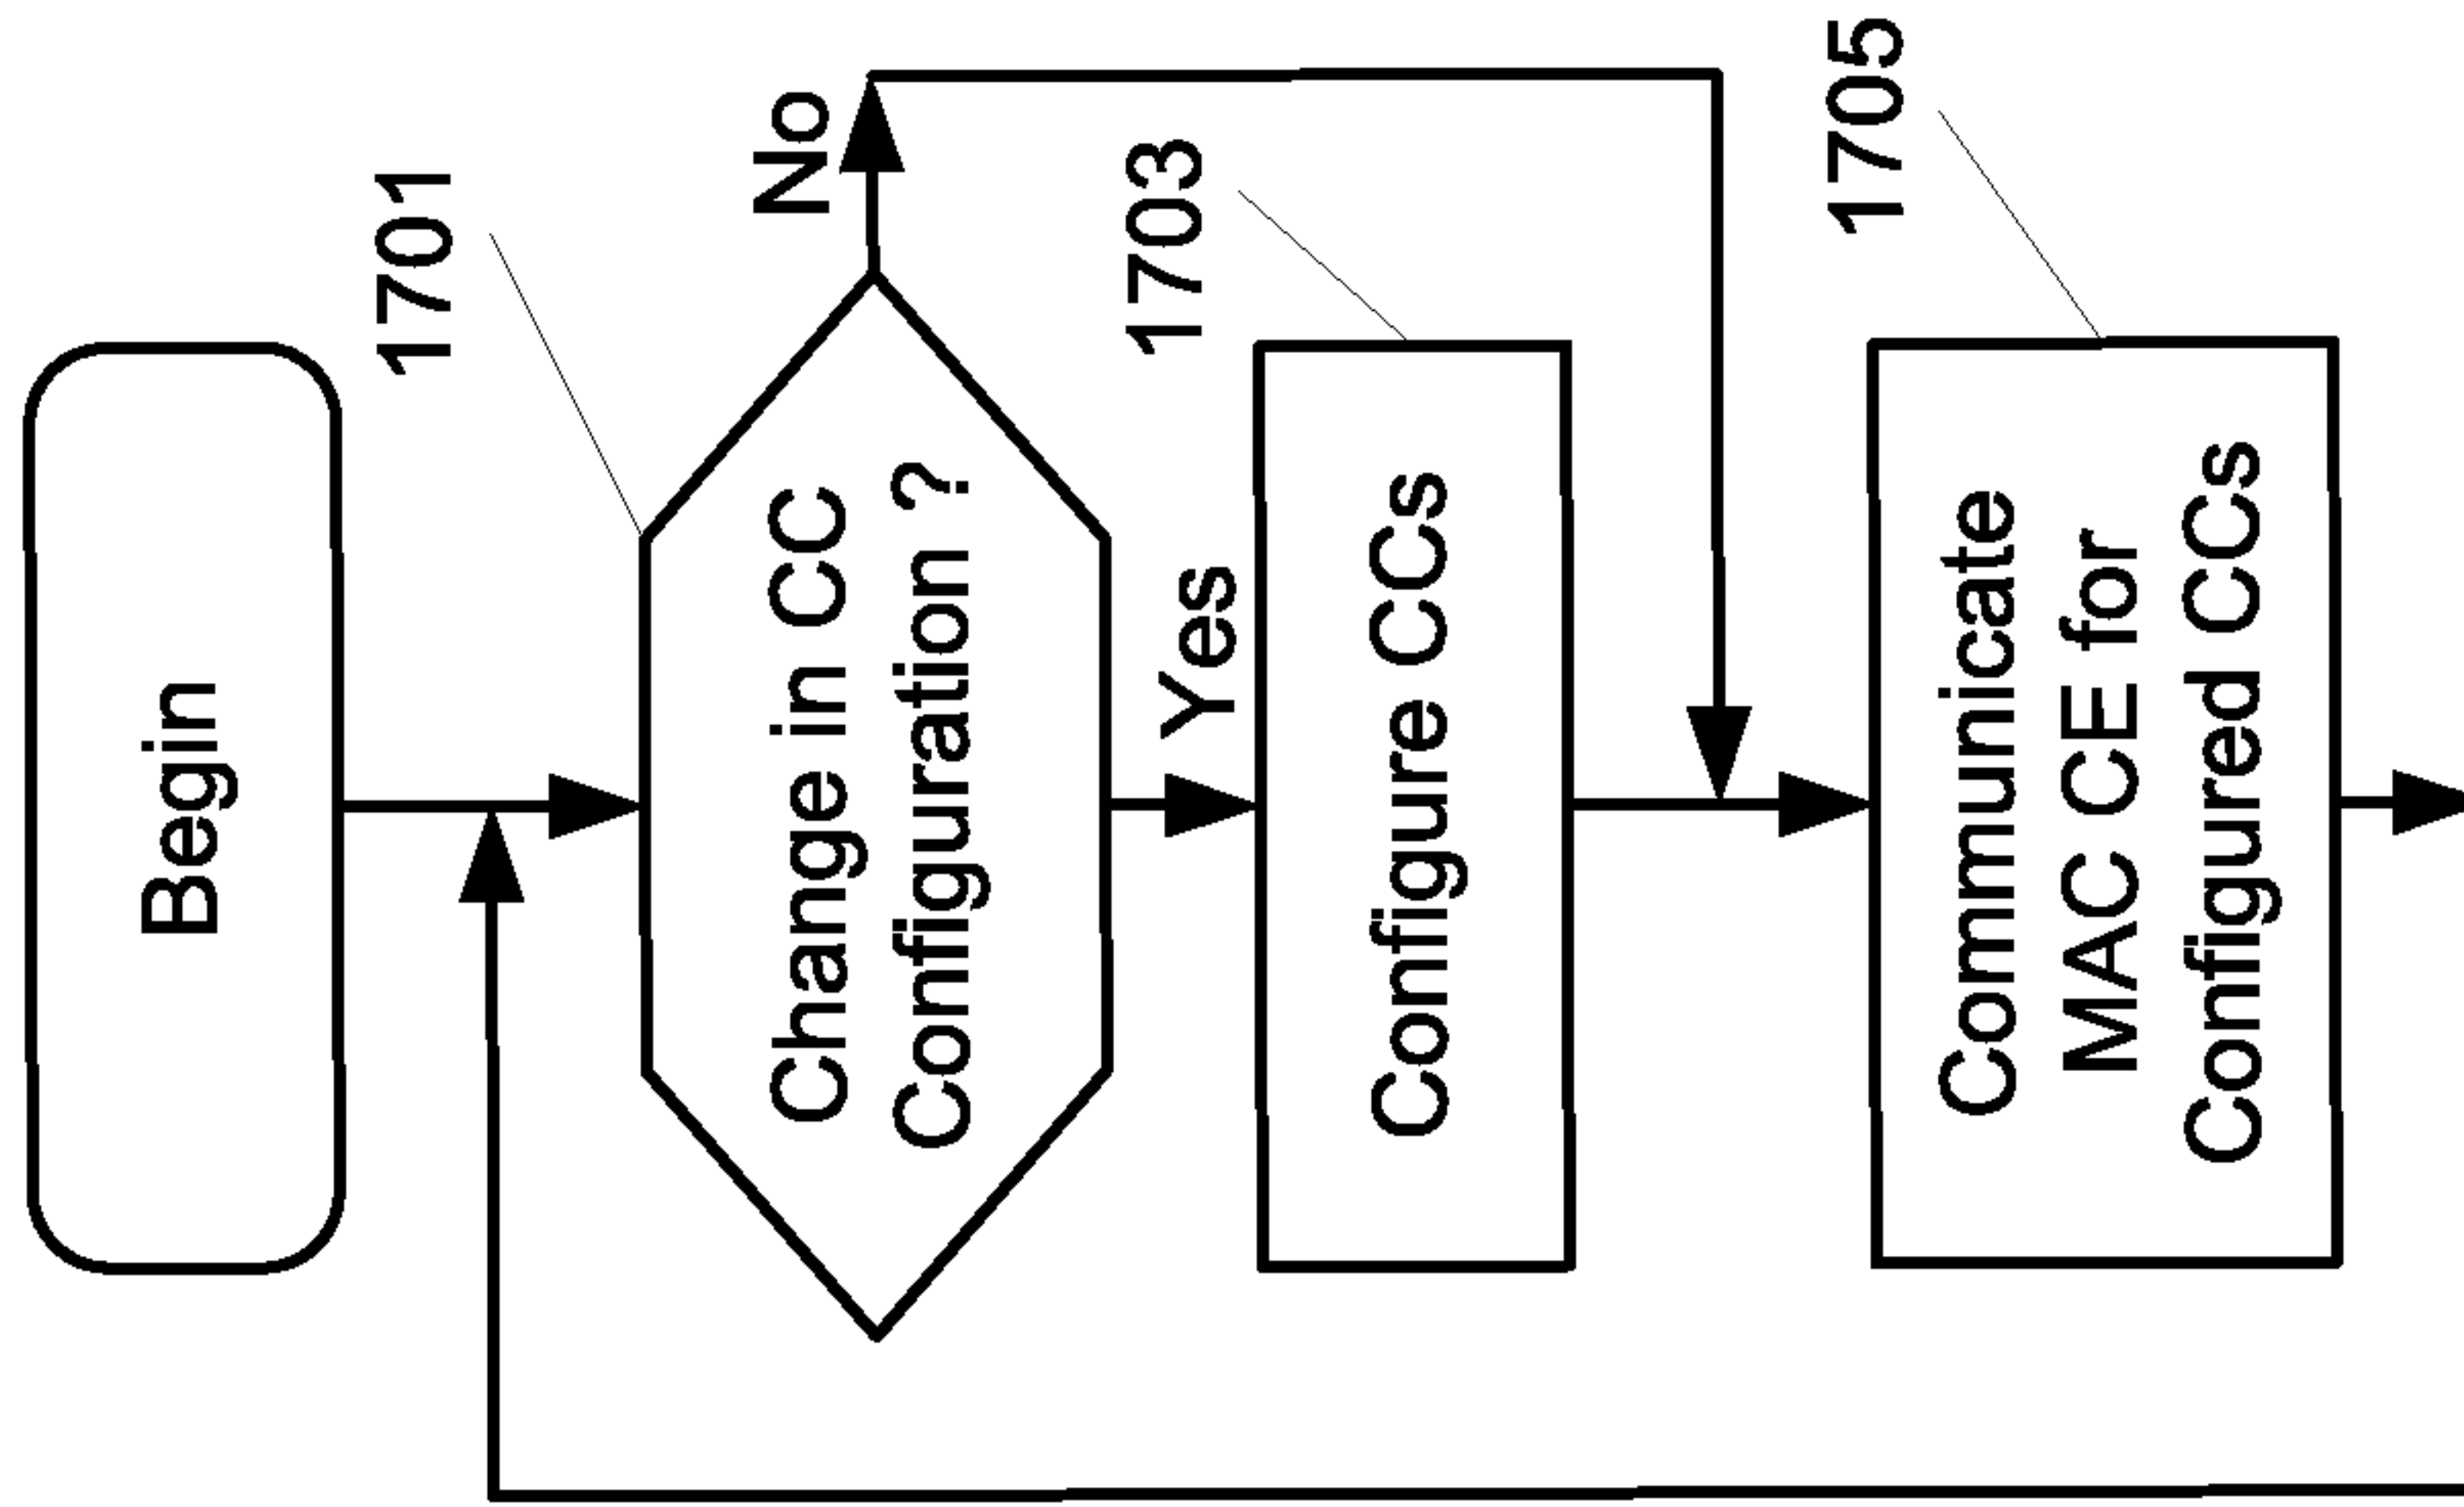 Begin
1701
Change in CC
Configuration ?
No
Yes
1703
Configure CCs
1705
Communicate
MAC CE for
Configured CCs